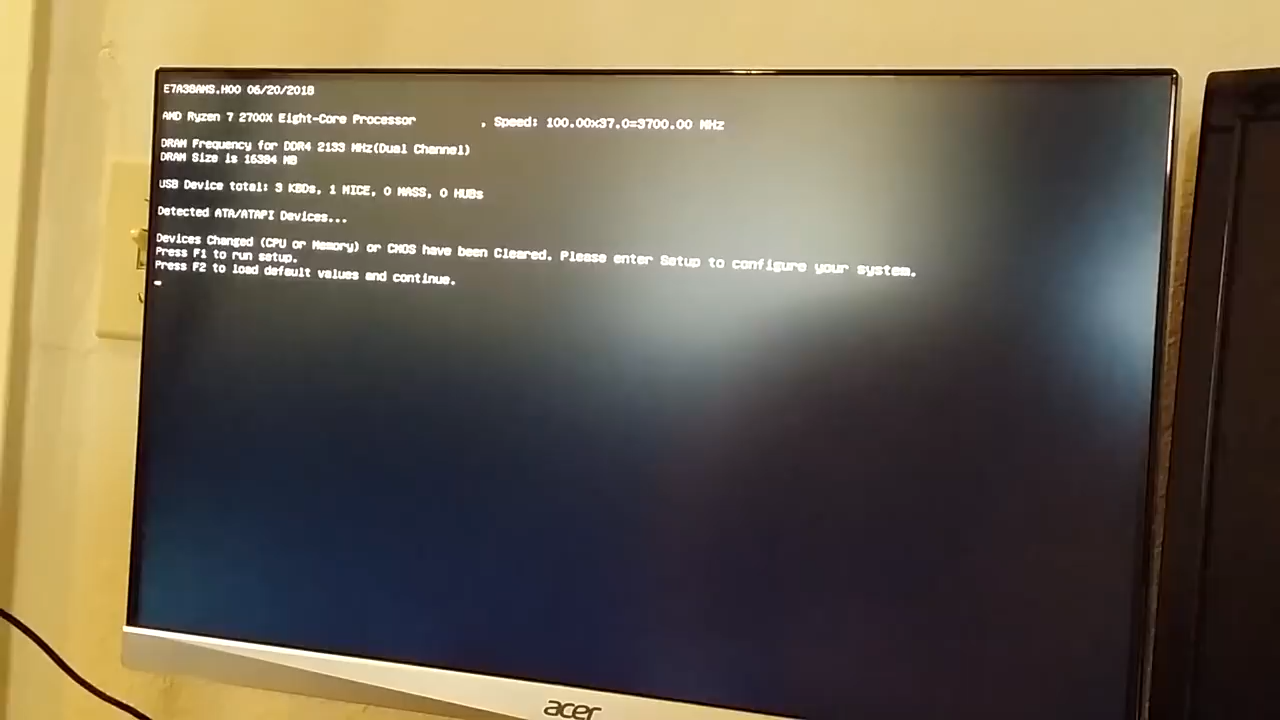 E7A38AMS.H00 06/20/2018
AMD Ryzen 7 2700X Eight-Core Processor , Speed: 100.00x37.0=3700.00 MHz
DRAM Frequency for DDR4 2133 MHz(Dual Channel)
DRAM Size is 16384 MB
USB Device total: 3 KBDs, 1 MICE, 0 MASS, 0 HUBs
Detected ATA/ATAPI Devices...
Devices Changed (CPU or Memory) or CMOS have been Cleared. Please enter Setup to configure your system.
Press F1 to run setup.
Press F2 to load default values and continue.
acer